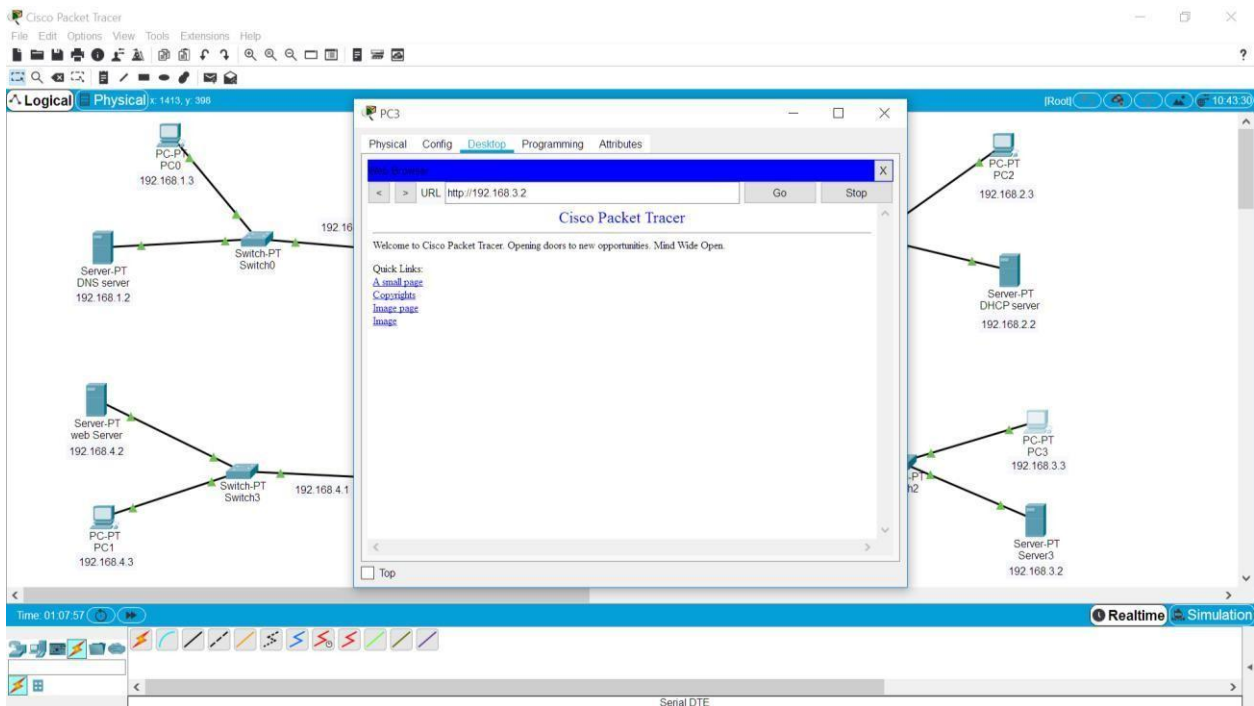 Cisco Packet Tracer
File Edit Options View Tools Extensions Help
?
Logical Physical x: 1413, y: 398
[Root] 10:43:30
PC3
Physical Config Desktop Programming Attributes
X
< > URL http://192.168.3.2 Go Stop
Cisco Packet Tracer
Welcome to Cisco Packet Tracer. Opening doors to new opportunities. Mind Wide Open.
Quick Links:
A small page
Copyrights
Image page
Image
Top
PC-PT
PC0
192.168.1.3
192.16
Switch-PT
Switch0
Server-PT
DNS server
192.168.1.2
PC-PT
PC2
192.168.2.3
Server-PT
DHCP server
192.168.2.2
Server-PT
web Server
192.168.4.2
Switch-PT
Switch3
192.168.4.1
PC-PT
PC1
192.168.4.3
PC-PT
PC3
192.168.3.3
-PT
h2
Server-PT
Server3
192.168.3.2
Time: 01:07:57
Realtime Simulation
Serial DTE